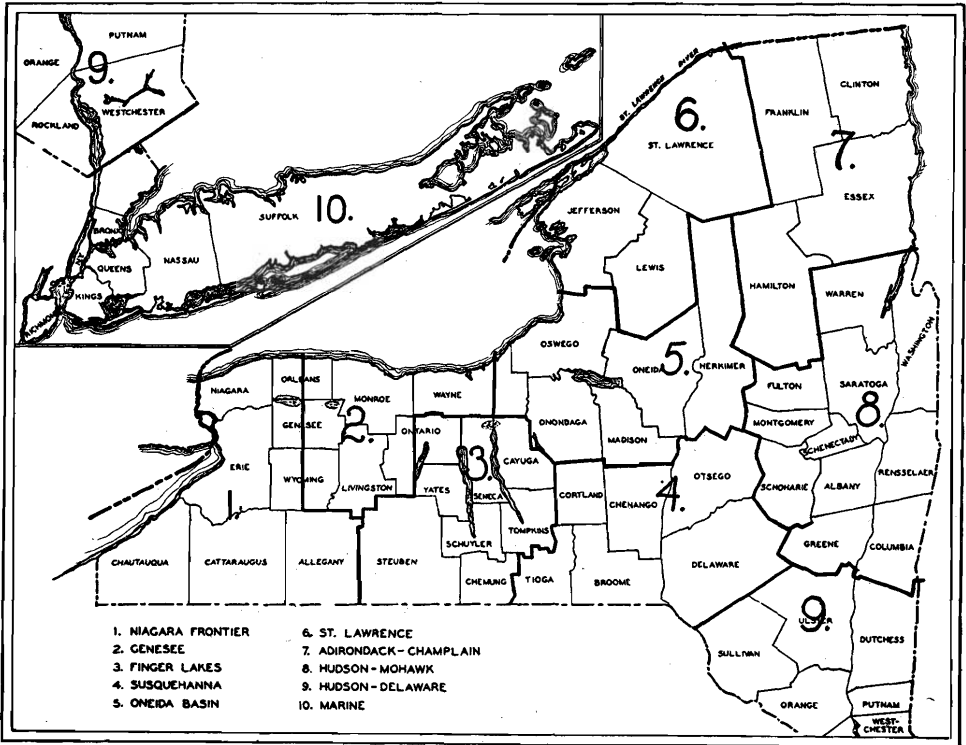 PUTNAM
ORANGE
9.
WESTCHESTER
ROCKLAND
BRONX
N.Y.
QUEENS
NASSAU
KINGS
RICHMOND
SUFFOLK
10.
ST. LAWRENCE RIVER
6.
ST. LAWRENCE
FRANKLIN
CLINTON
7.
ESSEX
JEFFERSON
LEWIS
HAMILTON
WARREN
WASHINGTON
OSWEGO
ONEIDA
5.
HERKIMER
FULTON
SARATOGA
8.
MONTGOMERY
SCHENECTADY
NIAGARA
ORLEANS
MONROE
WAYNE
GENESEE
2.
ONTARIO
ONONDAGA
MADISON
CAYUGA
3.
ERIE
WYOMING
LIVINGSTON
YATES
SENECA
CORTLAND
CHENANGO
4.
OTSEGO
SCHOHARIE
ALBANY
RENSSELAER
1
SCHUYLER
TOMPKINS
GREENE
COLUMBIA
CHAUTAUQUA
CATTARAUGUS
ALLEGANY
STEUBEN
CHEMUNG
TIOGA
BROOME
DELAWARE
ULSTER
9.
SULLIVAN
DUTCHESS
ORANGE
PUTNAM
WEST-
CHESTER
1. NIAGARA FRONTIER
2. GENESEE
3. FINGER LAKES
4. SUSQUEHANNA
5. ONEIDA BASIN
6. ST. LAWRENCE
7. ADIRONDACK-CHAMPLAIN
8. HUDSON-MOHAWK
9. HUDSON-DELAWARE
10. MARINE